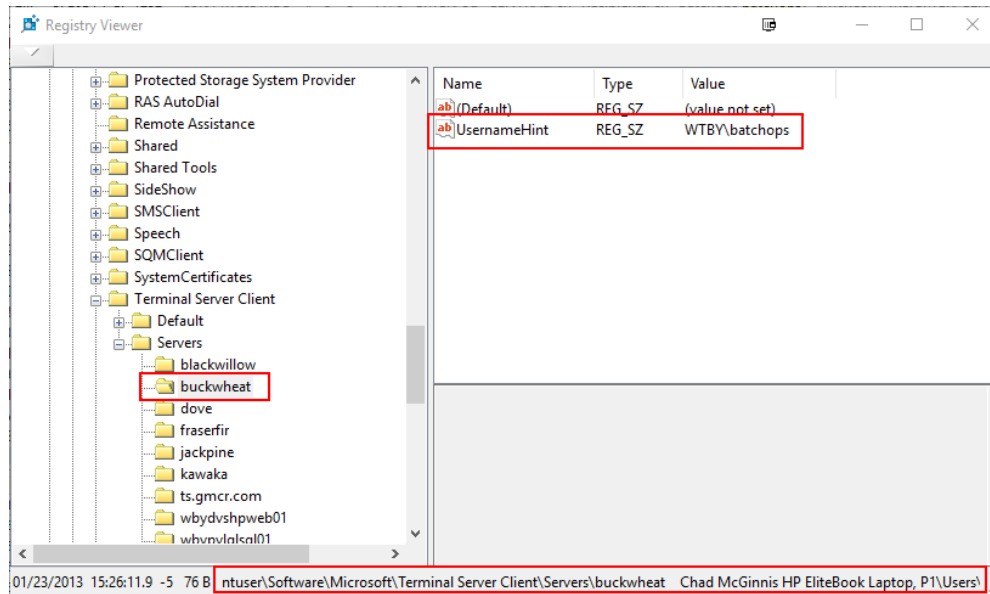 Registry Viewer
Protected Storage System Provider
RAS AutoDial
Remote Assistance
Shared
Shared Tools
SideShow
SMSClient
Speech
SQMClient
SystemCertificates
Terminal Server Client
Default
Servers
blackwillow
buckwheat
dove
fraserfir
jackpine
kawaka
ts.gmcr.com
wbydvshpweb01
Name Type Value
ab (Default) REG_SZ (value not set)
ab UsernameHint REG_SZ WTBY\batchops
01/23/2013 15:26:11.9 -5 76 B ntuser\Software\Microsoft\Terminal Server Client\Servers\buckwheat Chad McGinnis HP EliteBook Laptop, P1\Users\